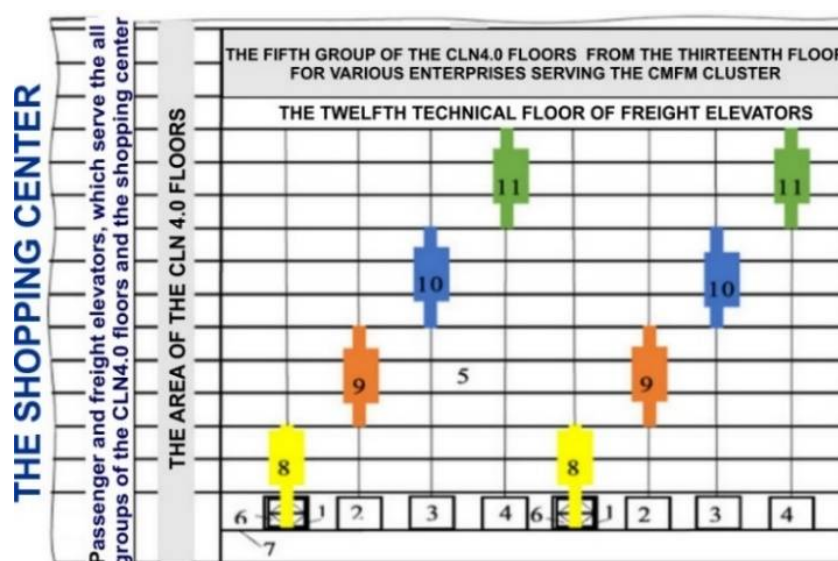 THE SHOPPING CENTER
Passenger and freight elevators, which serve the all
groups of the CLN4.0 floors and the shopping center
THE AREA OF THE CLN 4.0 FLOORS
THE FIFTH GROUP OF THE CLN4.0 FLOORS FROM THE THIRTEENTH FLOOR
FOR VARIOUS ENTERPRISES SERVING THE CMFM CLUSTER
THE TWELFTH TECHNICAL FLOOR OF FREIGHT ELEVATORS
11 11
10 10
9 5 9
8 8
6 1 2 3 4 6 1 2 3 4
7